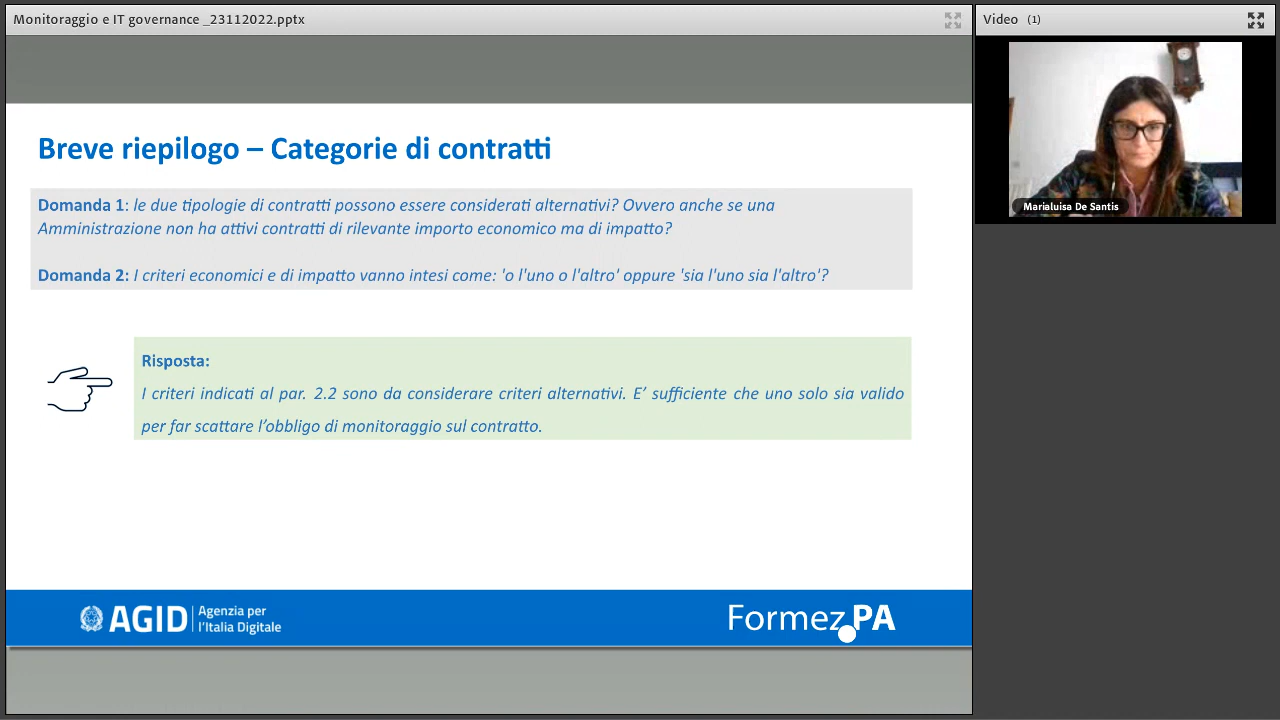 Monitoraggio e IT governance _23112022.pptx
Video (1)
Marialuisa De Santis
Breve riepilogo – Categorie di contratti
Domanda 1: le due tipologie di contratti possono essere considerati alternativi? Ovvero anche se una
Amministrazione non ha attivi contratti di rilevante importo economico ma di impatto?
Domanda 2: I criteri economici e di impatto vanno intesi come: 'o l'uno o l'altro' oppure 'sia l'uno sia l'altro'?
Risposta:
I criteri indicati al par. 2.2 sono da considerare criteri alternativi. E’ sufficiente che uno solo sia valido
per far scattare l’obbligo di monitoraggio sul contratto.
AGID
Agenzia per
l'Italia Digitale
Formez PA